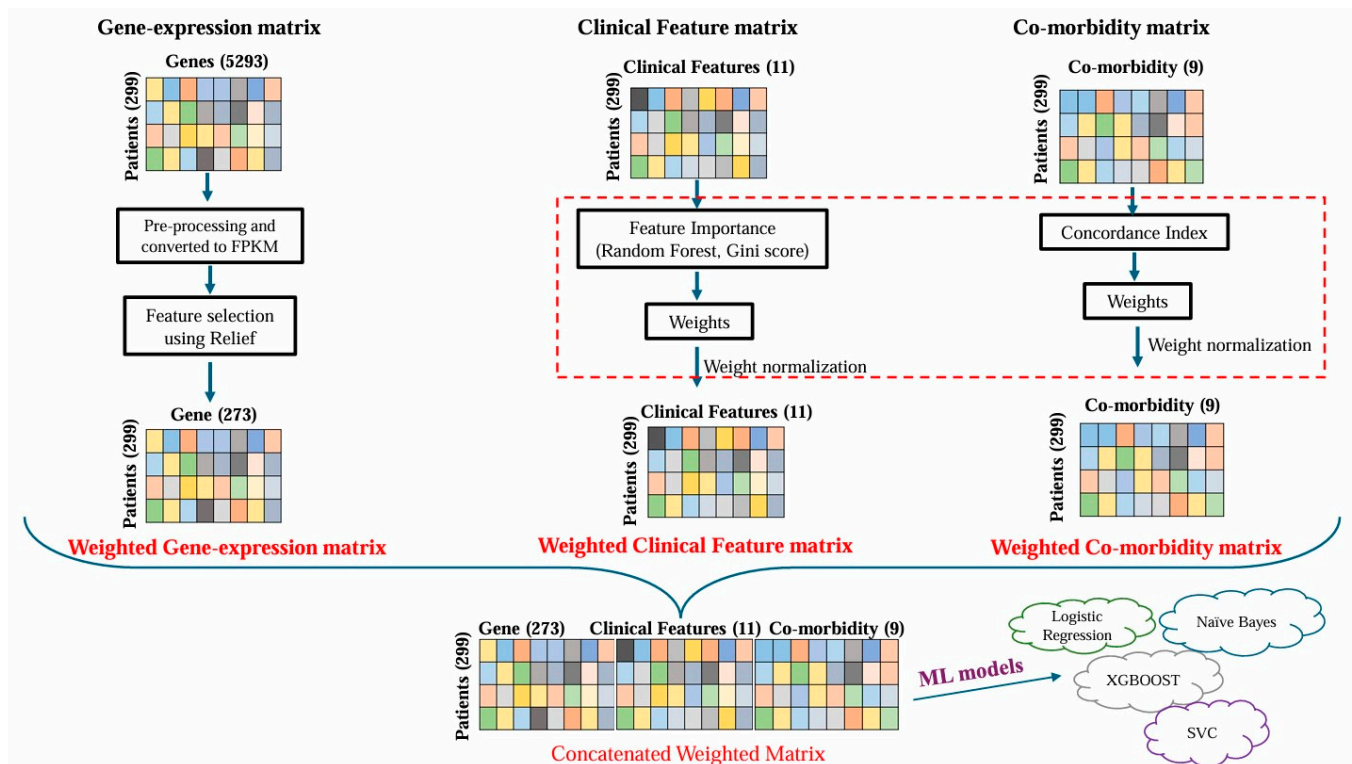 Gene-expression matrix
Genes (5293)
Patients (299)
Pre-processing and
converted to FPKM
Feature selection
using Relief
Gene (273)
Patients (299)
Weighted Gene-expression matrix
Clinical Feature matrix
Clinical Features (11)
Patients (299)
Feature Importance
(Random Forest, Gini score)
Weights
Weight normalization
Clinical Features (11)
Patients (299)
Weighted Clinical Feature matrix
Co-morbidity matrix
Co-morbidity (9)
Patients (299)
Concordance Index
Weights
Weight normalization
Co-morbidity (9)
Patients (299)
Weighted Co-morbidity matrix
Gene (273)
Clinical Features (11)
Co-morbidity (9)
Patients (299)
Concatenated Weighted Matrix
ML models
Logistic
Regression
Naïve Bayes
XGBOOST
SVC